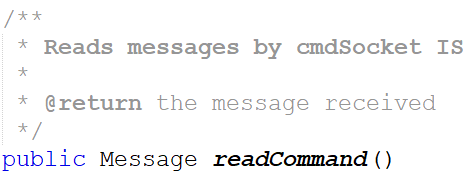 /**
 * Reads messages by cmdSocket IS
 *
 * @return the message received
 */
public Message readCommand()